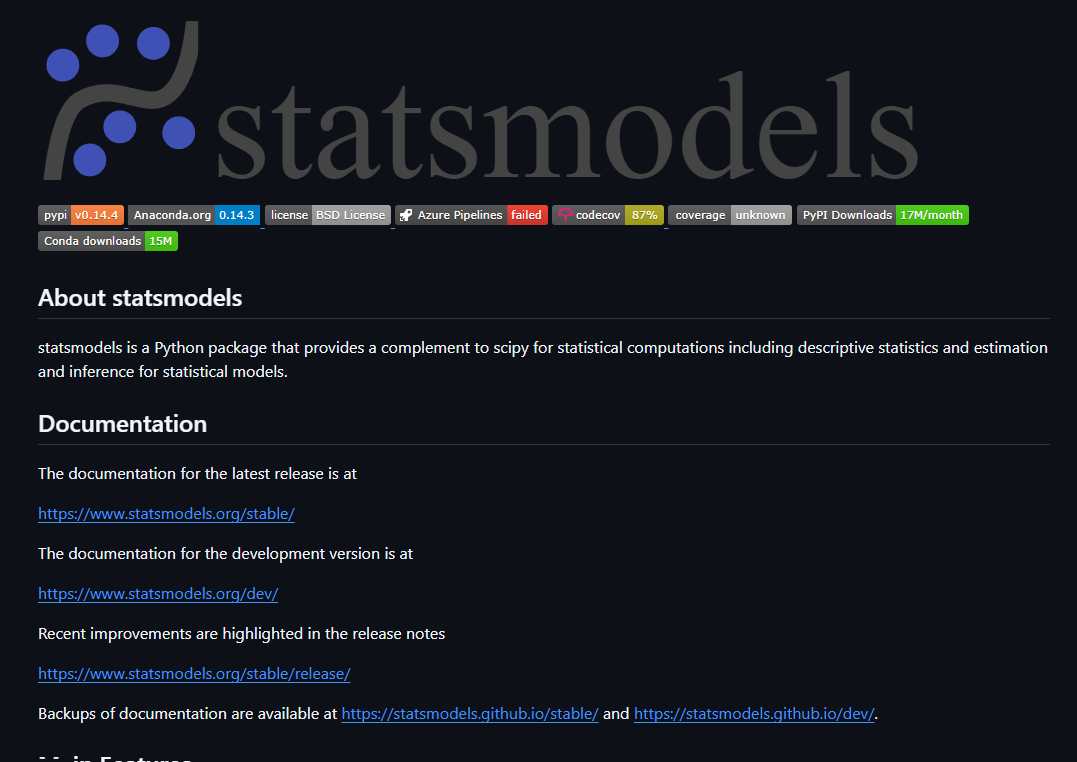 statsmodels
pypi v0.14.4 Anaconda.org 0.14.3 license BSD License Azure Pipelines failed codecov 87% coverage unknown PyPI Downloads 17M/month
Conda downloads 15M
About statsmodels
statsmodels is a Python package that provides a complement to scipy for statistical computations including descriptive statistics and estimation
and inference for statistical models.
Documentation
The documentation for the latest release is at
https://www.statsmodels.org/stable/
The documentation for the development version is at
https://www.statsmodels.org/dev/
Recent improvements are highlighted in the release notes
https://www.statsmodels.org/stable/release/
Backups of documentation are available at https://statsmodels.github.io/stable/ and https://statsmodels.github.io/dev/.
Main Features